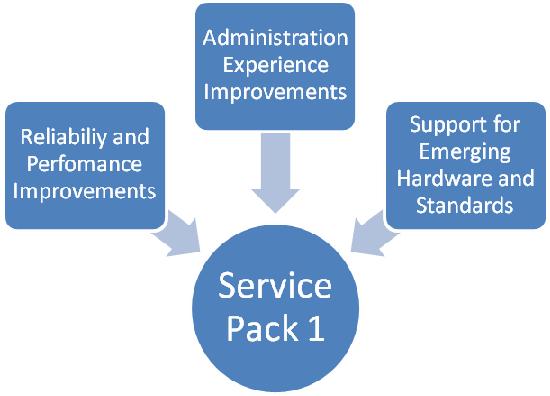 Administration
Experience
Improvements
Reliabiliy and
Perfomance
Improvements
Support for
Emerging
Hardware and
Standards
Service
Pack 1